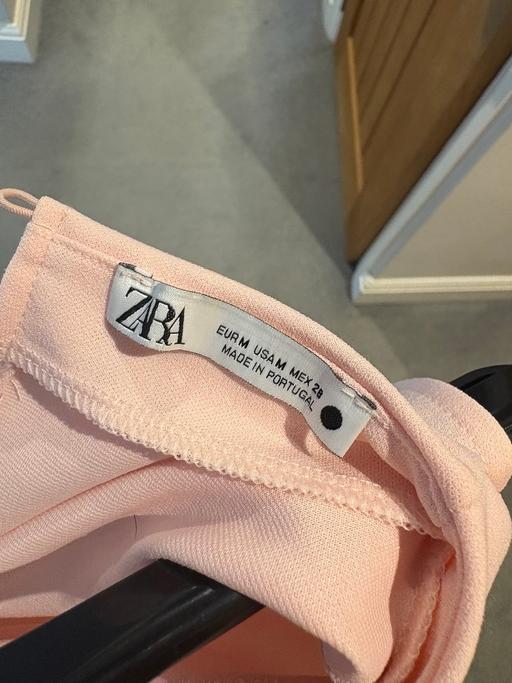 ZARA
EUR M USA M MEX 28
MADE IN PORTUGAL